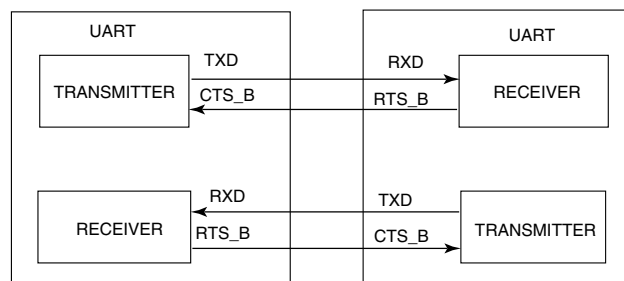 UART UART
TXD RXD
TRANSMITTER CTS_B RTS_B RECEIVER
RXD TXD
RECEIVER RTS_B CTS_B TRANSMITTER